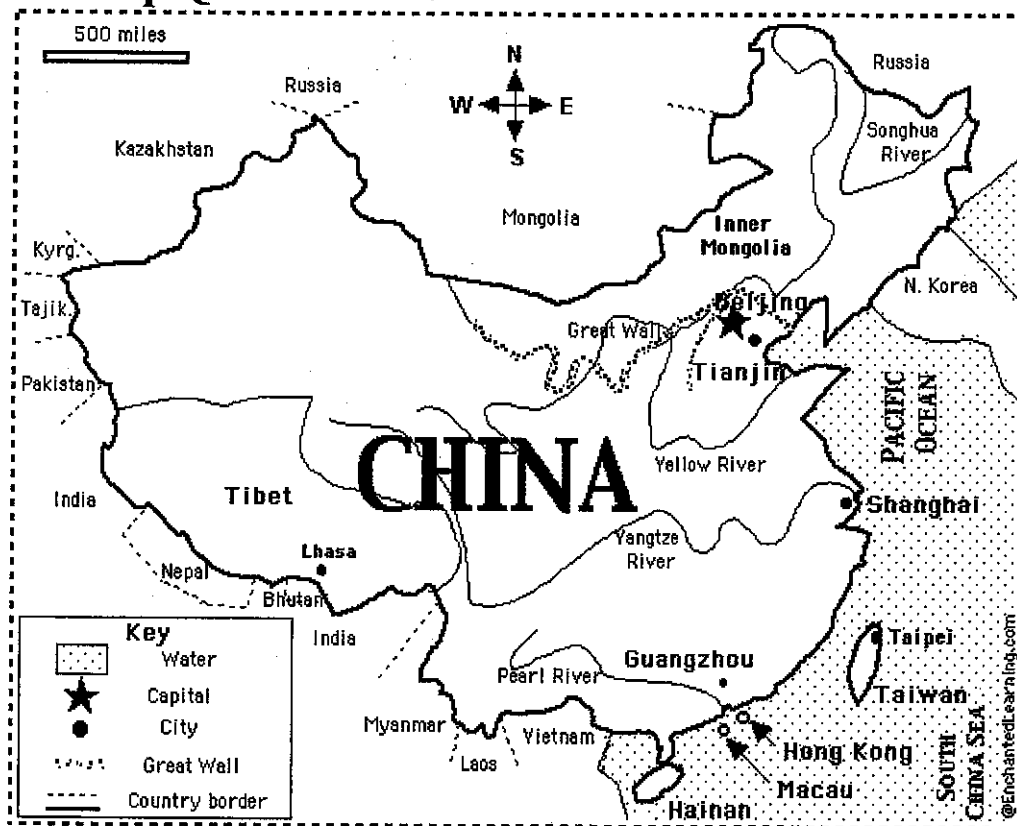 500 miles
N
W E
S
Russia
Russia
Kazakhstan
Songhua
River
Mongolia
Inner
Mongolia
Kyrg.
Tajik.
N. Korea
Beijing
Great Wall
Tianjin
Pakistan
PACIFIC
OCEAN
CHINA
Yellow River
India
Tibet
Shanghai
Yangtze
River
Lhasa
Nepal
Bhutan
India
Key
Water
Capital
City
Great Wall
Country border
Taipei
Guangzhou
Pearl River
Taiwan
Myanmar
Vietnam
Laos
Hong Kong
Macau
Hainan
SOUTH
CHINA SEA
@EnchantedLearning.com